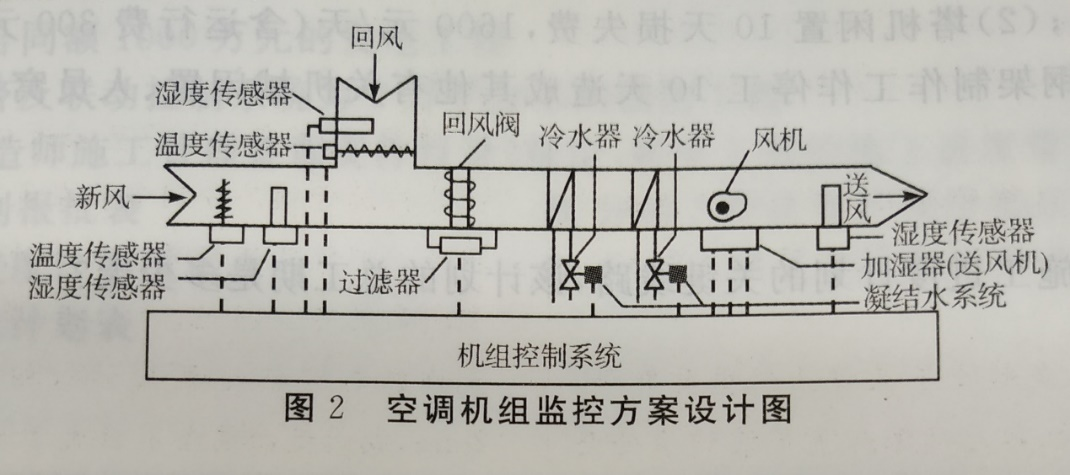 回风
湿度传感器
温度传感器
回风阀
冷水器
冷水器
风机
新风
送风
温度传感器
湿度传感器
过滤器
湿度传感器
加湿器(送风机)
凝结水系统
机组控制系统
图 2 空调机组监控方案设计图